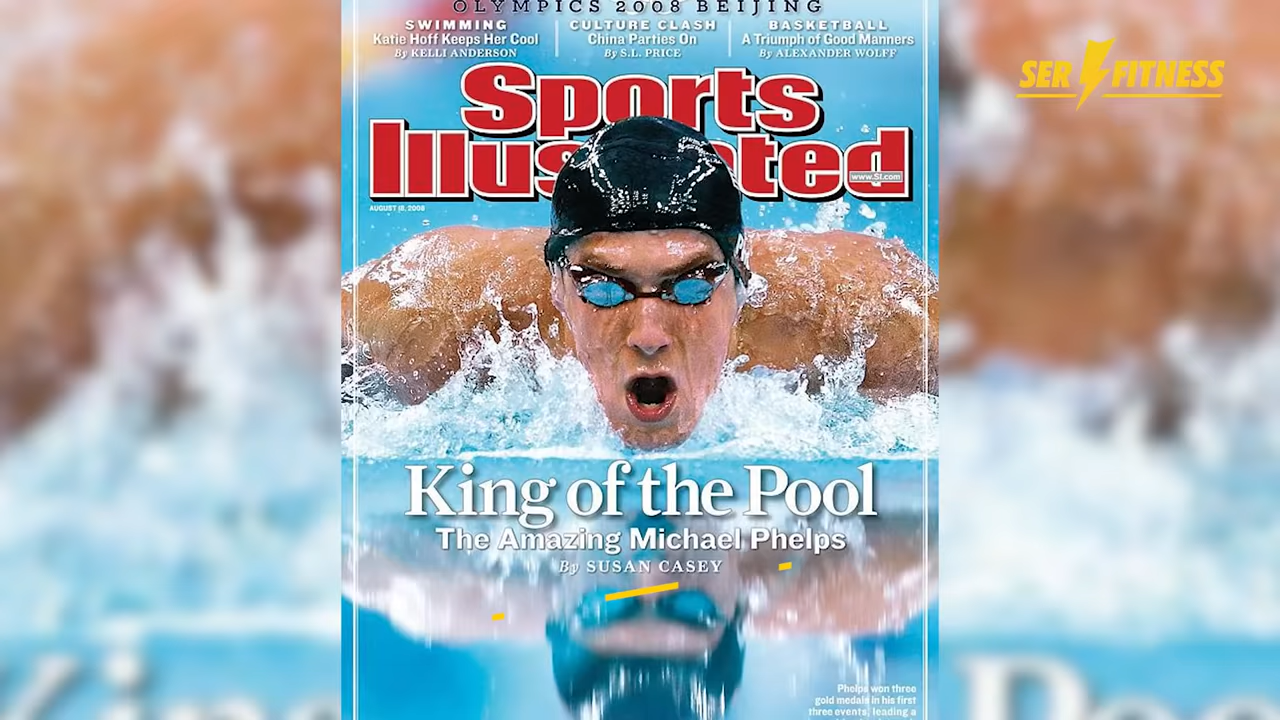 OLYMPICS 2008 BEIJING
SWIMMING
Katie Hoff Keeps Her Cool
By KELLI ANDERSON
CULTURE CLASH
China Parties On
By S.L. PRICE
BASKETBALL
A Triumph of Good Manners
By ALEXANDER WOLFF
SER FITNESS
Sports
Illustrated
www.SI.com
King of the Pool
The Amazing Michael Phelps
By SUSAN CASEY
Phelps won three
gold medals in his first
three events, leading a